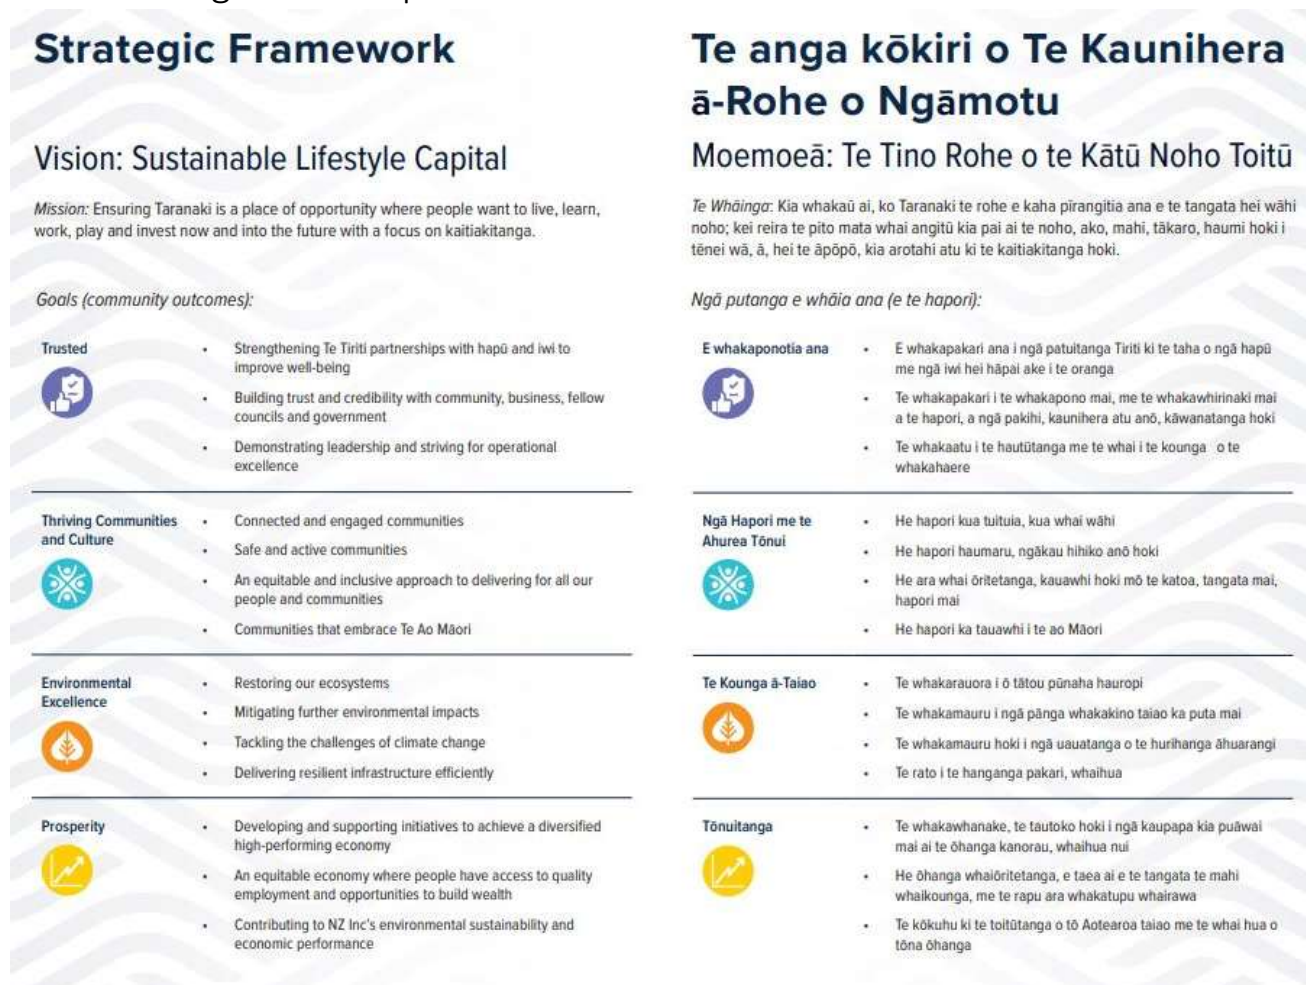 Strategic Framework
Vision: Sustainable Lifestyle Capital
Mission: Ensuring Taranaki is a place of opportunity where people want to live, learn,
work, play and invest now and into the future with a focus on kaitiakitanga.
Goals (community outcomes):
Trusted
• Strengthening Te Tiriti partnerships with hapū and iwi to
improve well-being
• Building trust and credibility with community, business, fellow
councils and government
• Demonstrating leadership and striving for operational
excellence
Thriving Communities
and Culture
• Connected and engaged communities
• Safe and active communities
• An equitable and inclusive approach to delivering for all our
people and communities
• Communities that embrace Te Ao Māori
Environmental
Excellence
• Restoring our ecosystems
• Mitigating further environmental impacts
• Tackling the challenges of climate change
• Delivering resilient infrastructure efficiently
Prosperity
• Developing and supporting initiatives to achieve a diversified
high-performing economy
• An equitable economy where people have access to quality
employment and opportunities to build wealth
• Contributing to NZ Inc's environmental sustainability and
economic performance
Te anga kōkiri o Te Kaunihera
ā-Rohe o Ngāmotu
Moemoeā: Te Tino Rohe o te Kātū Noho Toitū
Te Whāinga: Kia whakaū ai, ko Taranaki te rohe e kaha pīrangitia ana e te tangata hei wāhi
noho; kei reira te pito mata whai angitū kia pai ai te noho, ako, mahi, tākaro, haumi hoki i
tēnei wā, ā, hei te āpōpō, kia arotahi atu ki te kaitiakitanga hoki.
Ngā putanga e whāia ana (e te hapori):
E whakaponotia ana
• E whakapakari ana i ngā patuitanga Tiriti ki te taha o ngā hapū
me ngā iwi hei hāpai ake i te oranga
• Te whakapakari i te whakapono mai, me te whakawhirinaki mai
a te hapori, a ngā pakihi, kaunihera atu anō, kāwanatanga hoki
• Te whakaatu i te hautūtanga me te whai i te kounga o te
whakahaere
Ngā Hapori me te
Ahurea Tōnui
• He hapori kua tuituia, kua whai wāhi
• He hapori haumaru, ngākau hihiko anō hoki
• He ara whai ōritetanga, kauawhi hoki mō te katoa, tangata mai,
hapori mai
• He hapori ka tauawhi i te ao Māori
Te Kounga ā-Taiao
• Te whakarauora i ō tātou pūnaha hauropi
• Te whakamauru i ngā pānga whakakino taiao ka puta mai
• Te whakamauru hoki i ngā uauatanga o te hurihanga āhuarangi
• Te rato i te hanganga pakari, whaihua
Tōnuitanga
• Te whakawhanake, te tautoko hoki i ngā kaupapa kia puāwai
mai ai te ōhanga kanorau, whaihua nui
• He ōhanga whaiōritetanga, e taea ai e te tangata te mahi
whaikounga, me te rapu ara whakatupu whairawa
• Te kōkuhu ki te toitūtanga o tō Aotearoa taiao me te whai hua o
tōna ōhanga